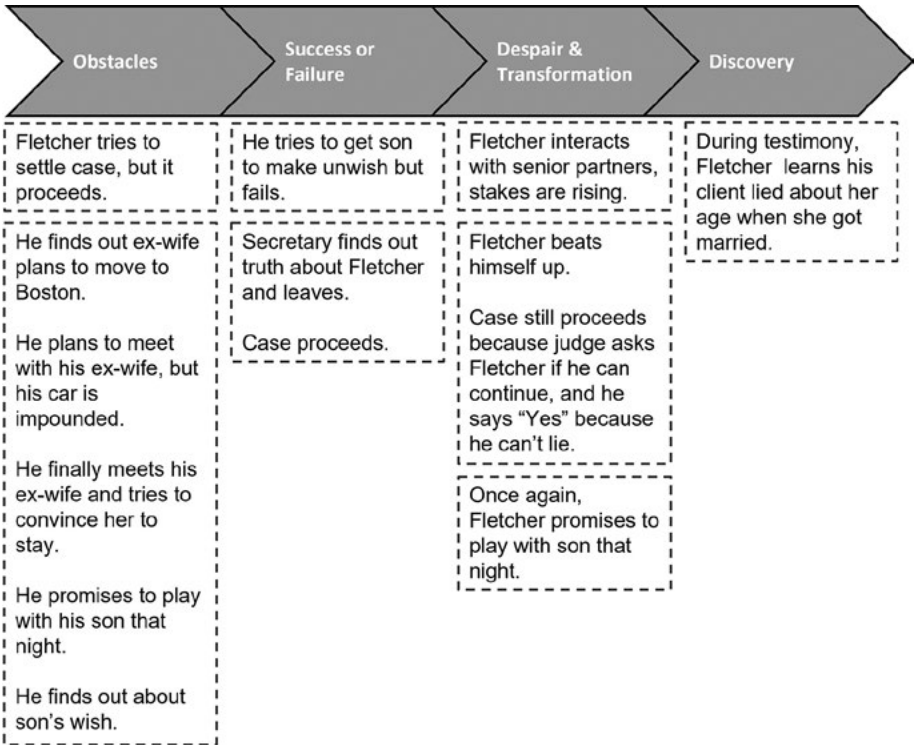 Obstacles
Success or
Failure
Despair &
Transformation
Discovery
Fletcher tries to
settle case, but it
proceeds.
He finds out ex-wife
plans to move to
Boston.
He plans to meet
with his ex-wife, but
his car is
impounded.
He finally meets his
ex-wife and tries to
convince her to
stay.
He promises to play
with his son that
night.
He finds out about
son's wish.
He tries to get son
to make unwish but
fails.
Secretary finds out
truth about Fletcher
and leaves.
Case proceeds.
Fletcher interacts
with senior partners,
stakes are rising.
Fletcher beats
himself up.
Case still proceeds
because judge asks
Fletcher if he can
continue, and he
says “Yes” because
he can't lie.
Once again,
Fletcher promises to
play with son that
night.
During testimony,
Fletcher learns his
client lied about her
age when she got
married.